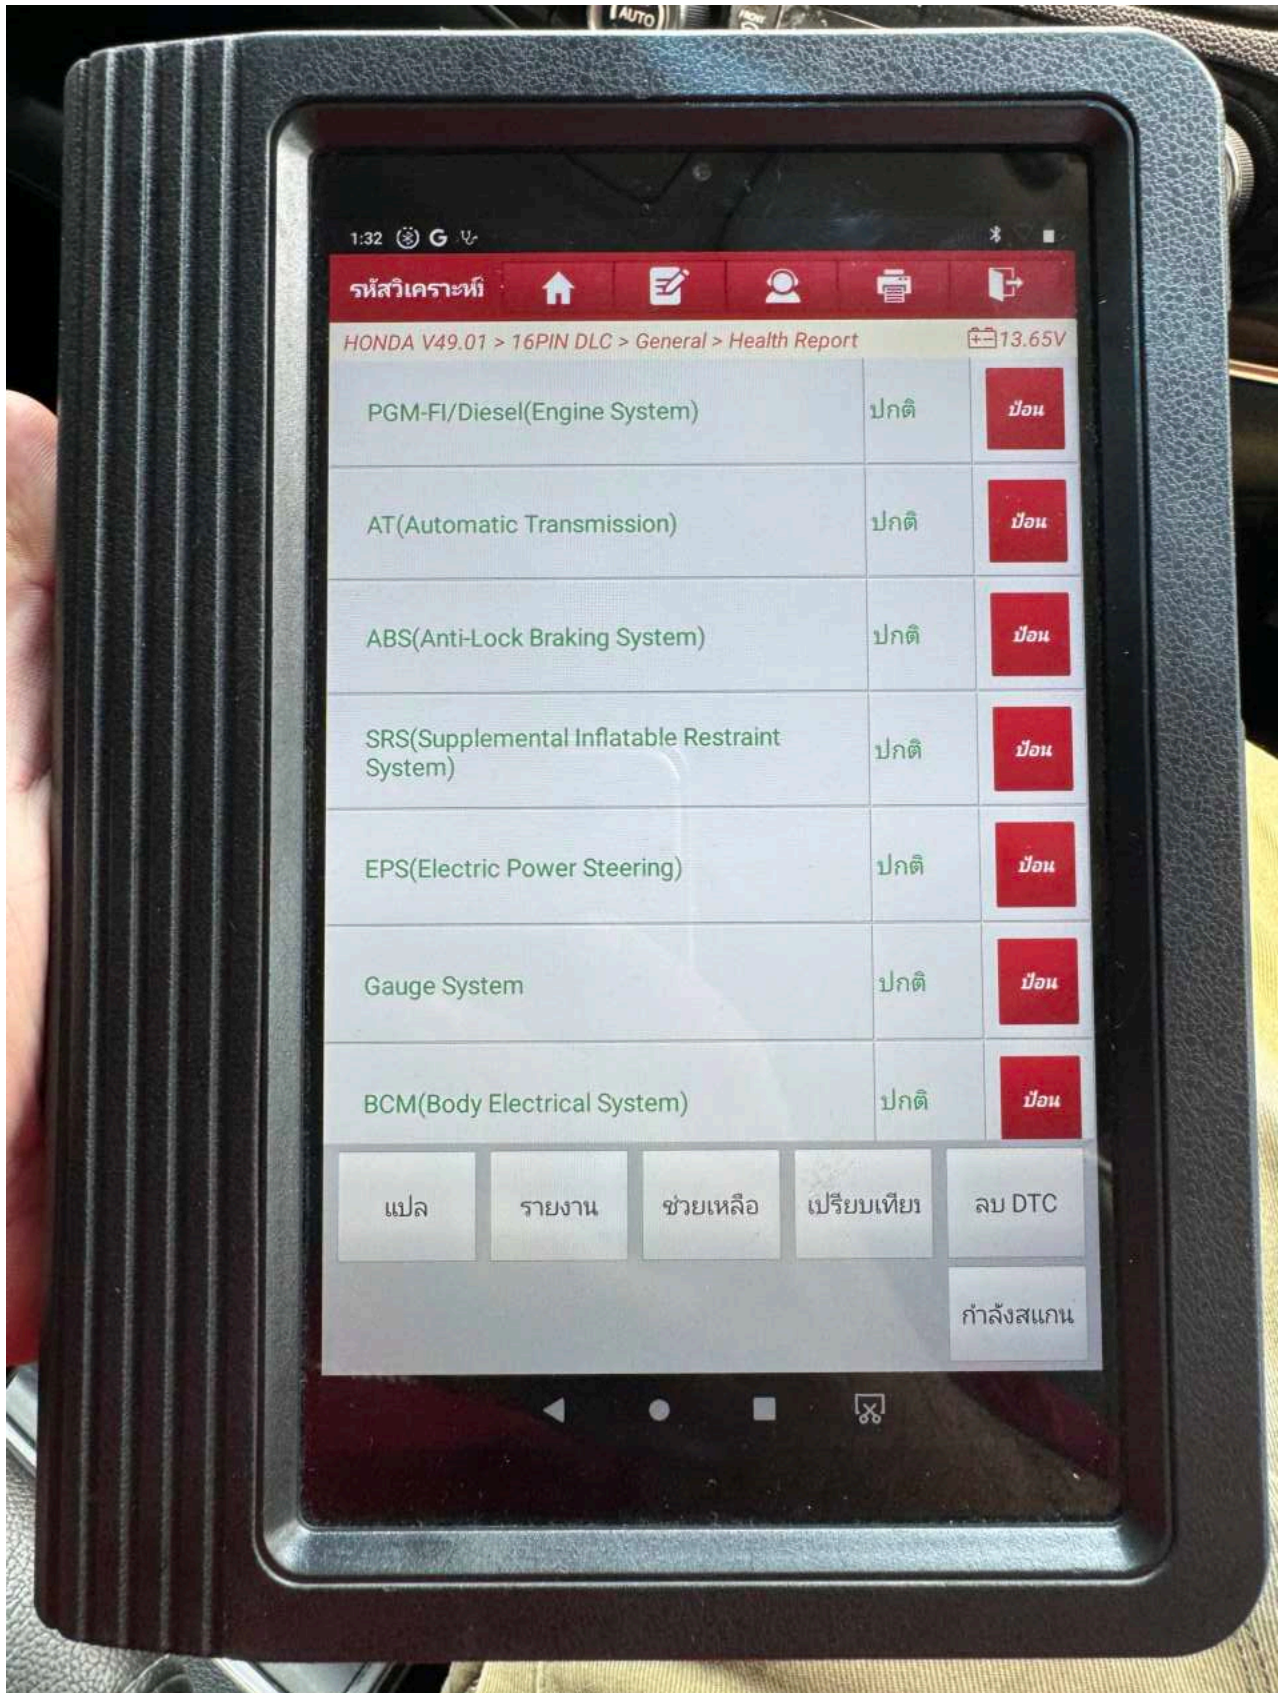 AUTO
FRONT
1:32 G
รหัสวิเคราะห์
HONDA V49.01 > 16PIN DLC > General > Health Report
13.65V
PGM-FI/Diesel(Engine System) ปกติ ป้อน
AT(Automatic Transmission) ปกติ ป้อน
ABS(Anti-Lock Braking System) ปกติ ป้อน
SRS(Supplemental Inflatable Restraint
System) ปกติ ป้อน
EPS(Electric Power Steering) ปกติ ป้อน
Gauge System ปกติ ป้อน
BCM(Body Electrical System) ปกติ ป้อน
แปล รายงาน ช่วยเหลือ เปรียบเทียบ ลบ DTC
กำลังสแกน